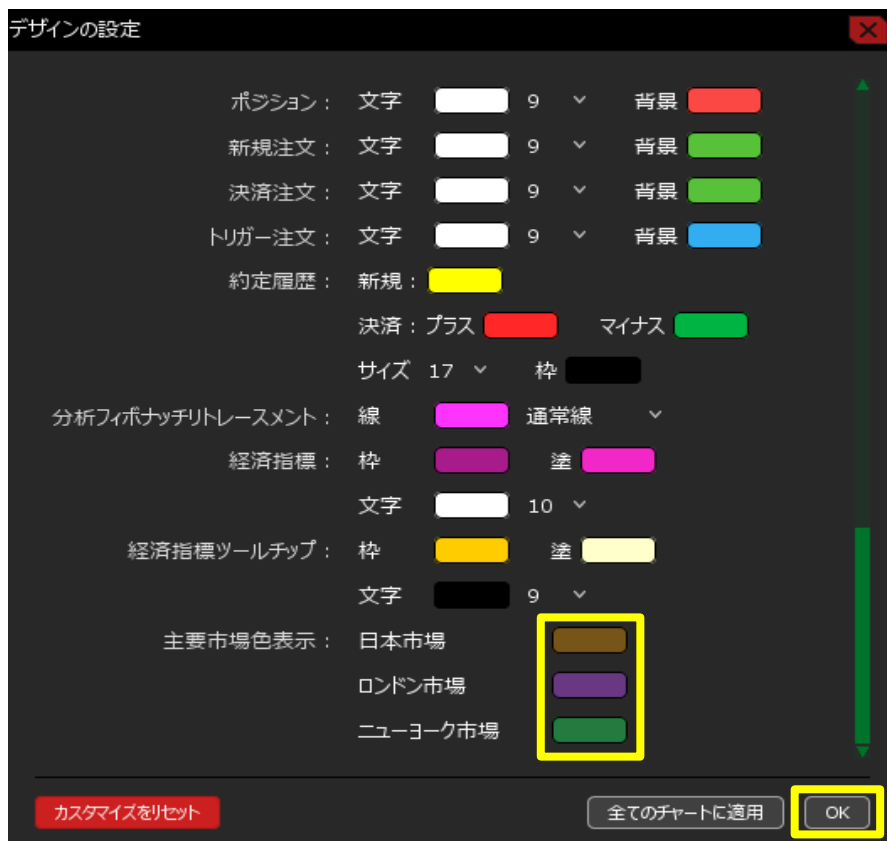 デザインの設定
ポジション： 文字 9 背景
新規注文： 文字 9 背景
決済注文： 文字 9 背景
トリガー注文： 文字 9 背景
約定履歴： 新規：
決済：プラス マイナス
サイズ 17 枠
分析フィボナッチリトレースメント： 線 通常線
経済指標： 枠 塗
文字 10
経済指標ツールチップ： 枠 塗
文字 9
主要市場色表示： 日本市場
ロンドン市場
ニューヨーク市場
カスタマイズをリセット 全てのチャートに適用 OK